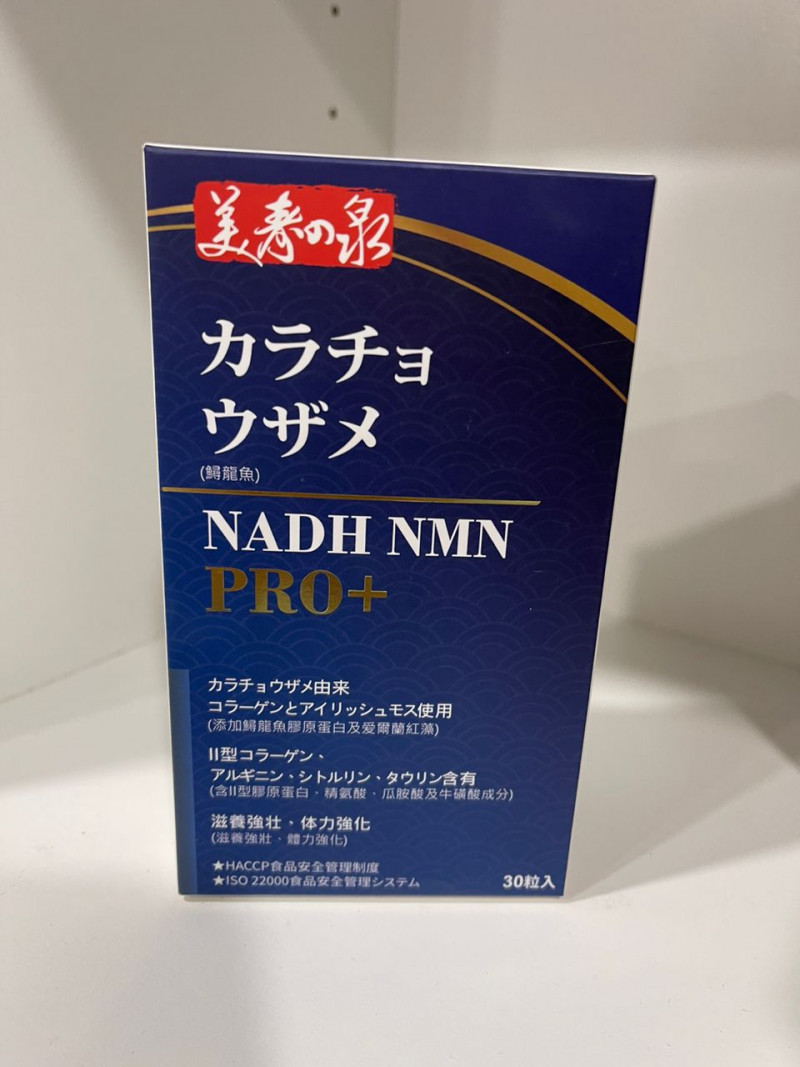 美寿の泉
カラチョ
ウザメ
(鱘龍魚)
NADH NMN
PRO+
カラチョウザメ由来
コラーゲンとアイリッシュモス使用
(添加鱘龍魚膠原蛋白及爱爾蘭紅藻)
II型コラーゲン、
アルギニン、シトルリン、タウリン含有
(含II型膠原蛋白、精氨酸、瓜胺酸及牛磺酸成分)
滋養強壮、体力強化
(滋養強壯、體力強化)
★HACCP食品安全管理制度
★ISO 22000食品安全管理システム
30粒入